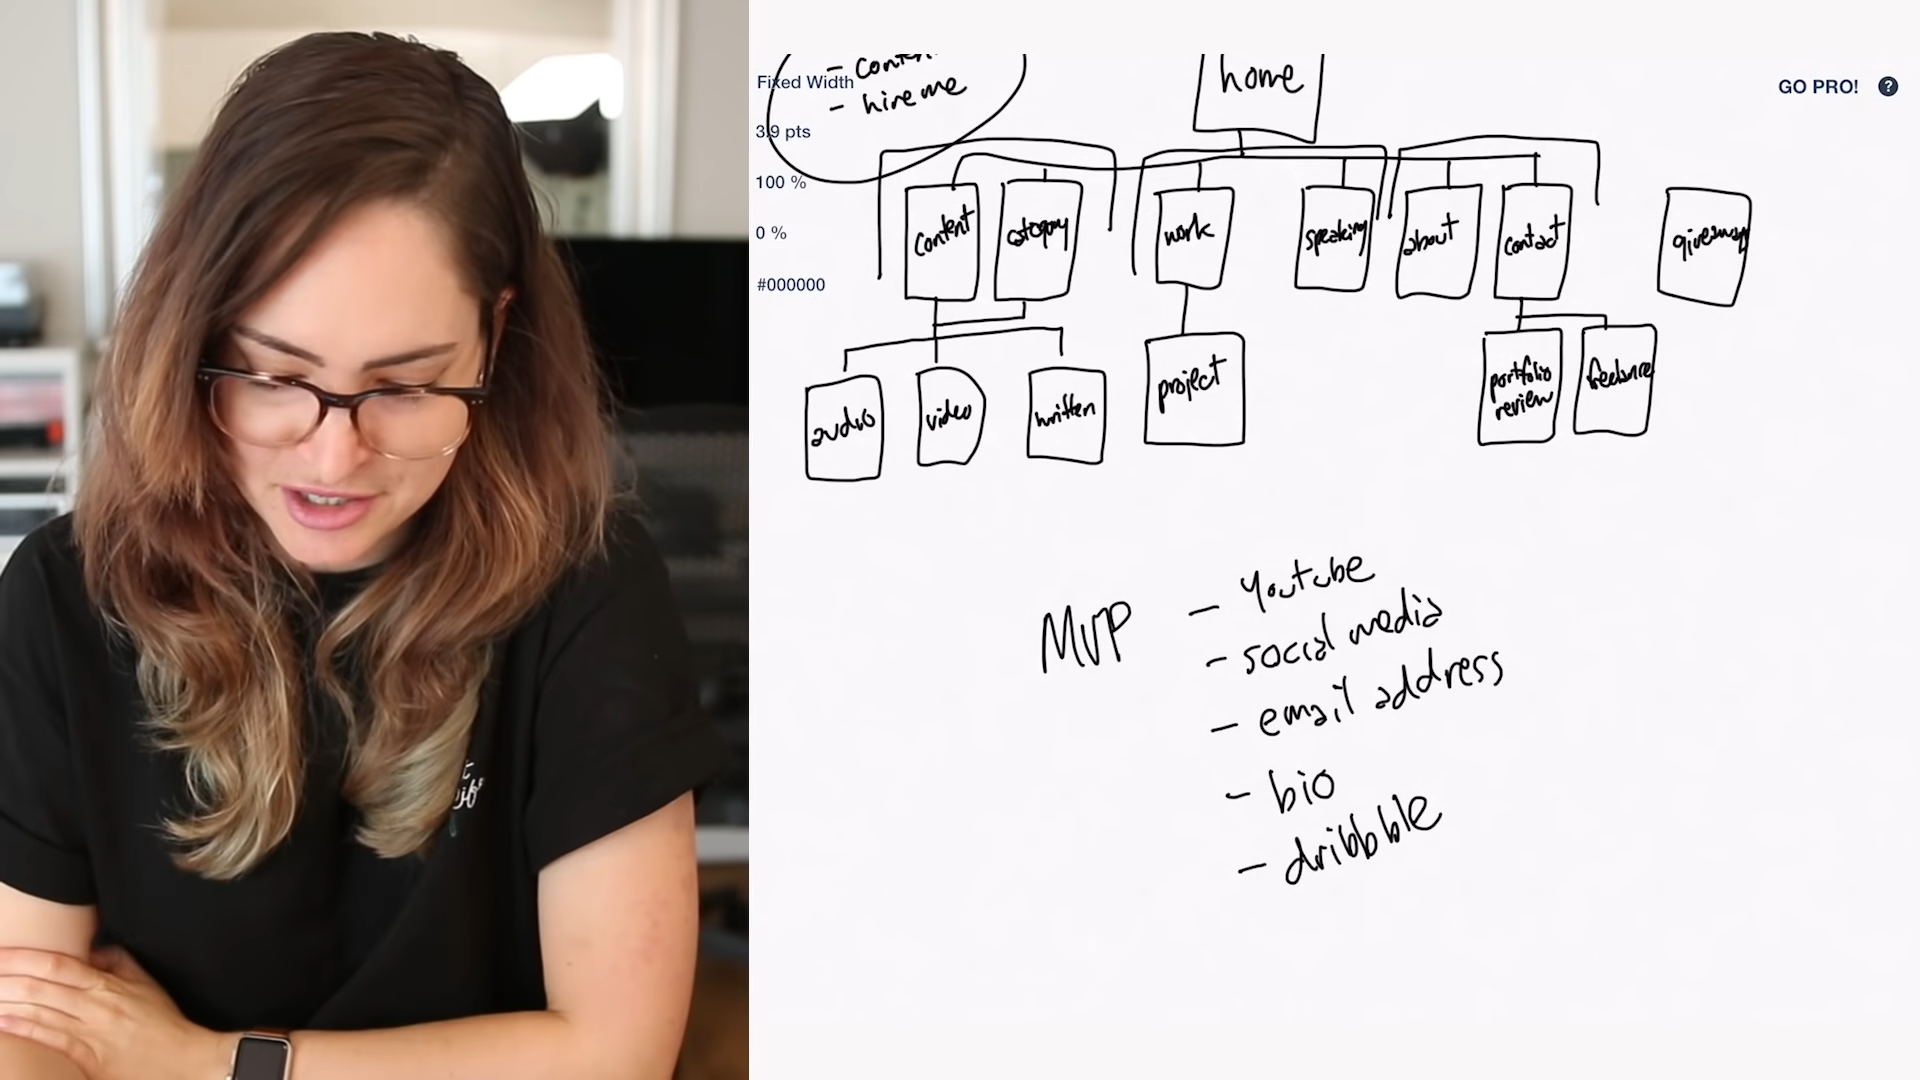 - hire me
home
Fixed Width
GO PRO! ?
3.9 pts
100 %
0 %
#000000
content
category
work
speaking
about
contact
giveaway
audio
video
written
project
portfolio
review
freelance
MVP
- Youtube
- social media
- email address
- bio
- dribbble